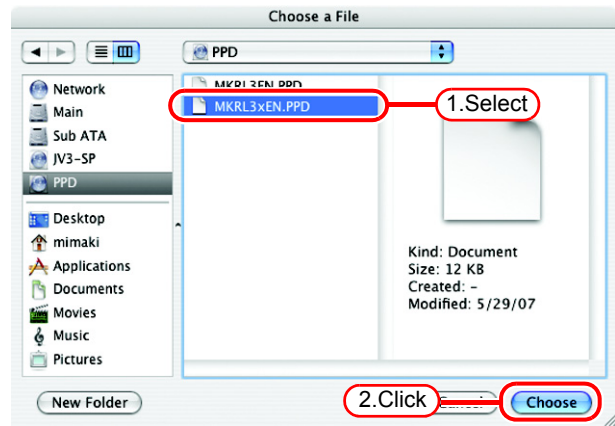 Choose a File
PPD
Network
Main
Sub ATA
JV3-SP
PPD
Desktop
mimaki
Applications
Documents
Movies
Music
Pictures
MKRL3EN.PPD
MKRL3xEN.PPD
1.Select
Kind: Document
Size: 12 KB
Created: –
Modified: 5/29/07
New Folder
2.Click
Cancel
Choose